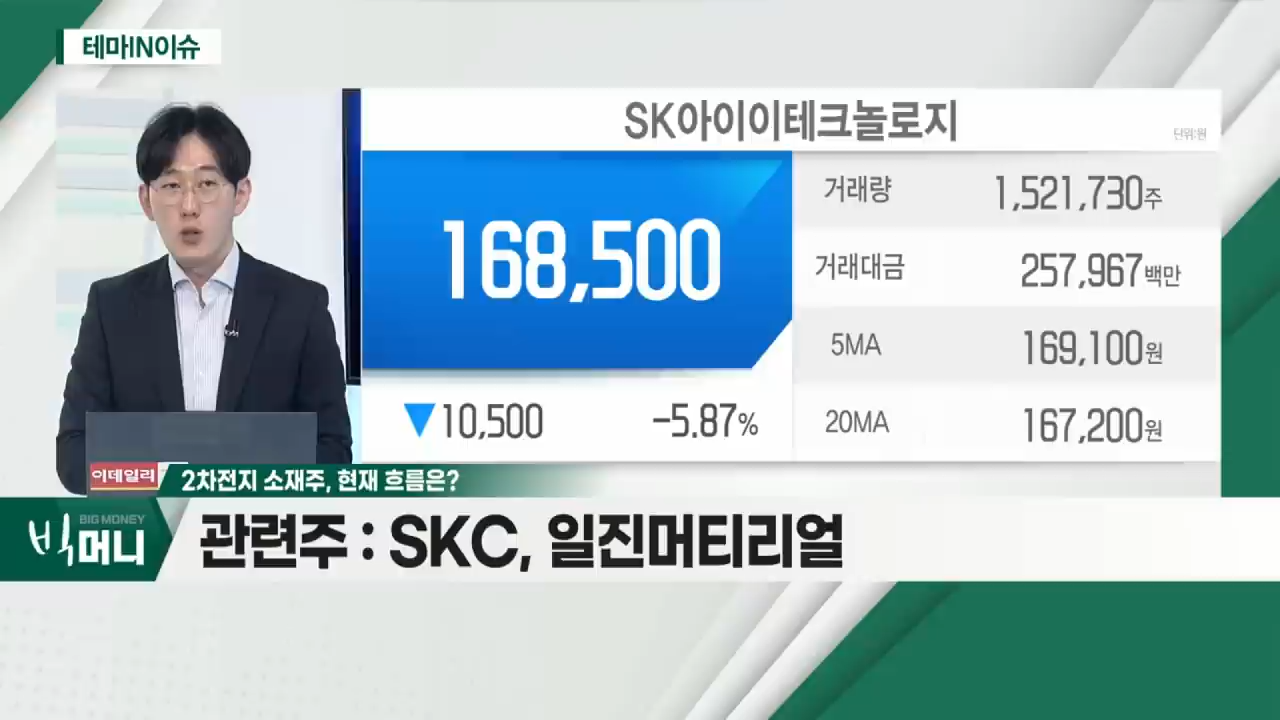 테마IN이슈
SK아이이테크놀로지
단위:원
168,500
▼10,500 -5.87%
거래량 1,521,730주
거래대금 257,967백만
5MA 169,100원
20MA 167,200원
이데일리
2차전지 소재주, 현재 흐름은?
BIG MONEY
빅머니
관련주 : SKC, 일진머티리얼